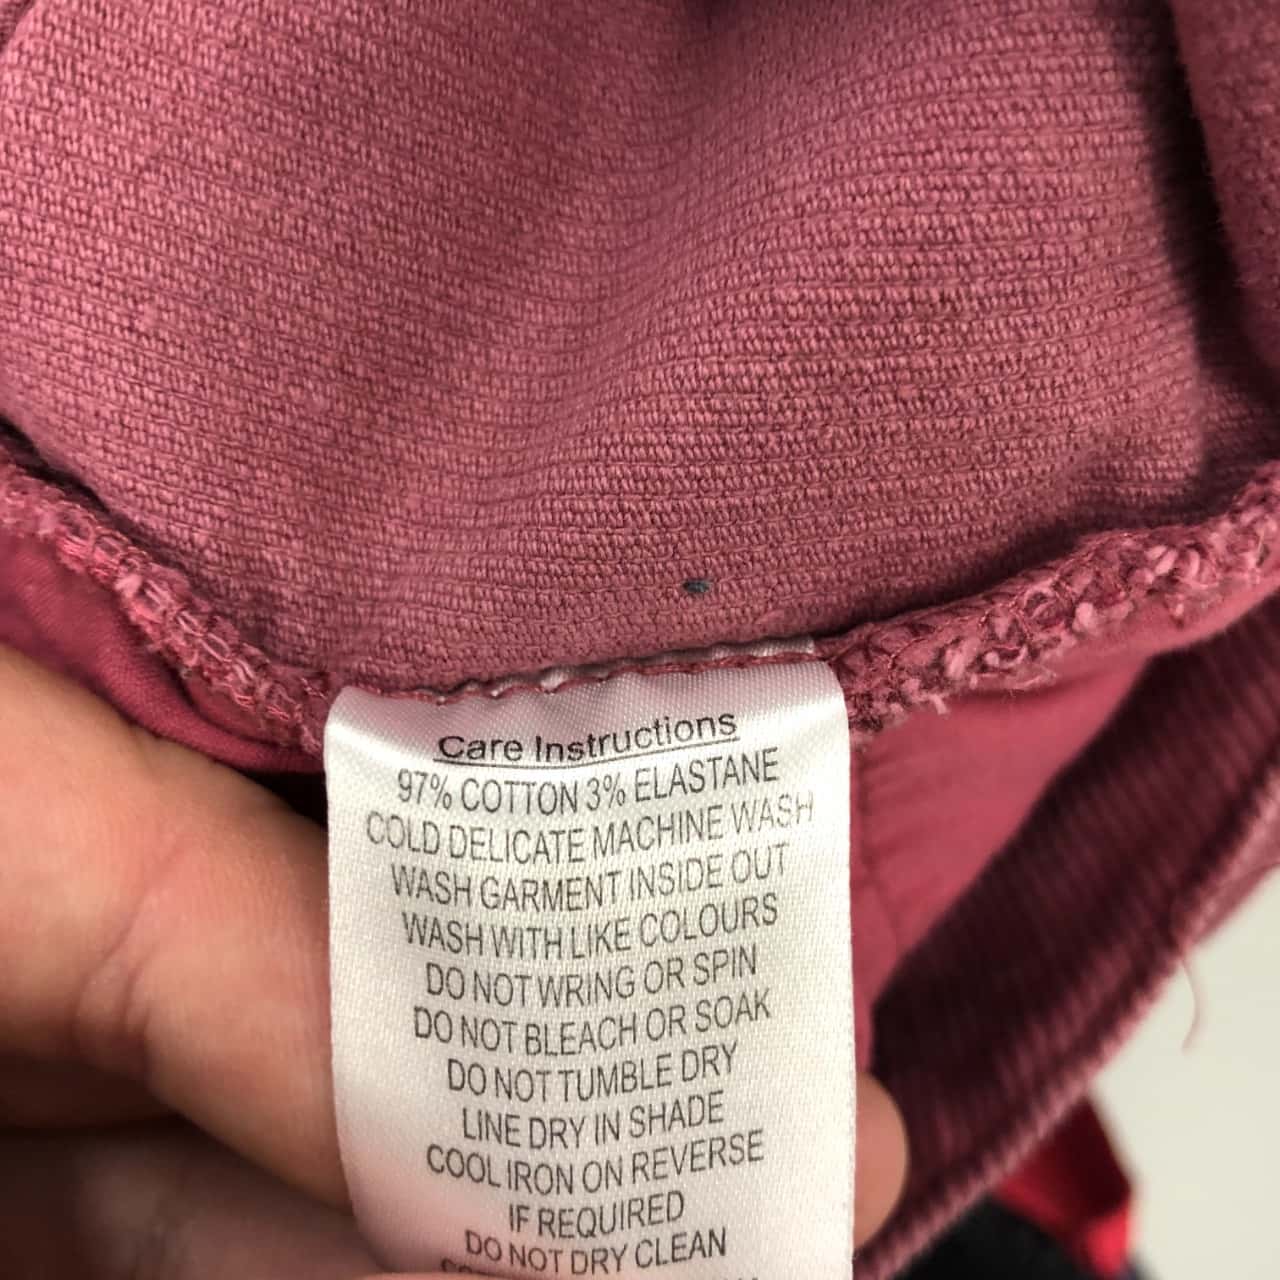 Care Instructions
97% COTTON 3% ELASTANE
COLD DELICATE MACHINE WASH
WASH GARMENT INSIDE OUT
WASH WITH LIKE COLOURS
DO NOT WRING OR SPIN
DO NOT BLEACH OR SOAK
DO NOT TUMBLE DRY
LINE DRY IN SHADE
COOL IRON ON REVERSE
IF REQUIRED
DO NOT DRY CLEAN